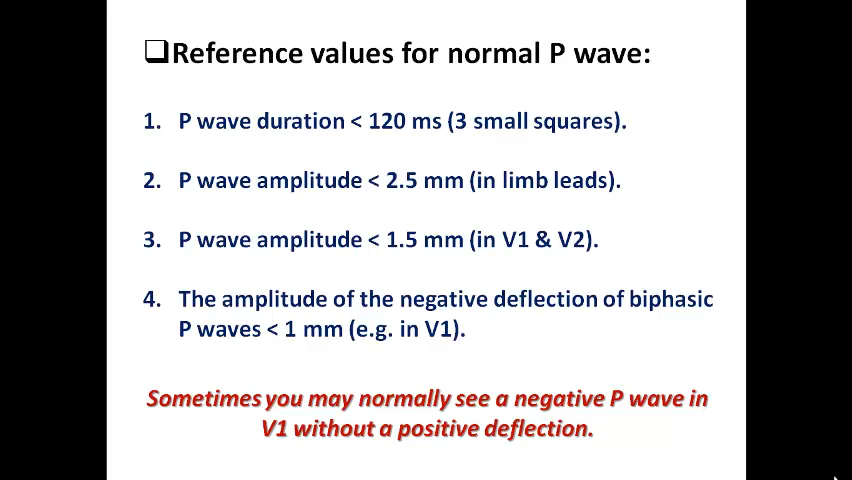 ❑Reference values for normal P wave:
1. P wave duration < 120 ms (3 small squares).
2. P wave amplitude < 2.5 mm (in limb leads).
3. P wave amplitude < 1.5 mm (in V1 & V2).
4. The amplitude of the negative deflection of biphasic
P waves < 1 mm (e.g. in V1).
Sometimes you may normally see a negative P wave in
V1 without a positive deflection.